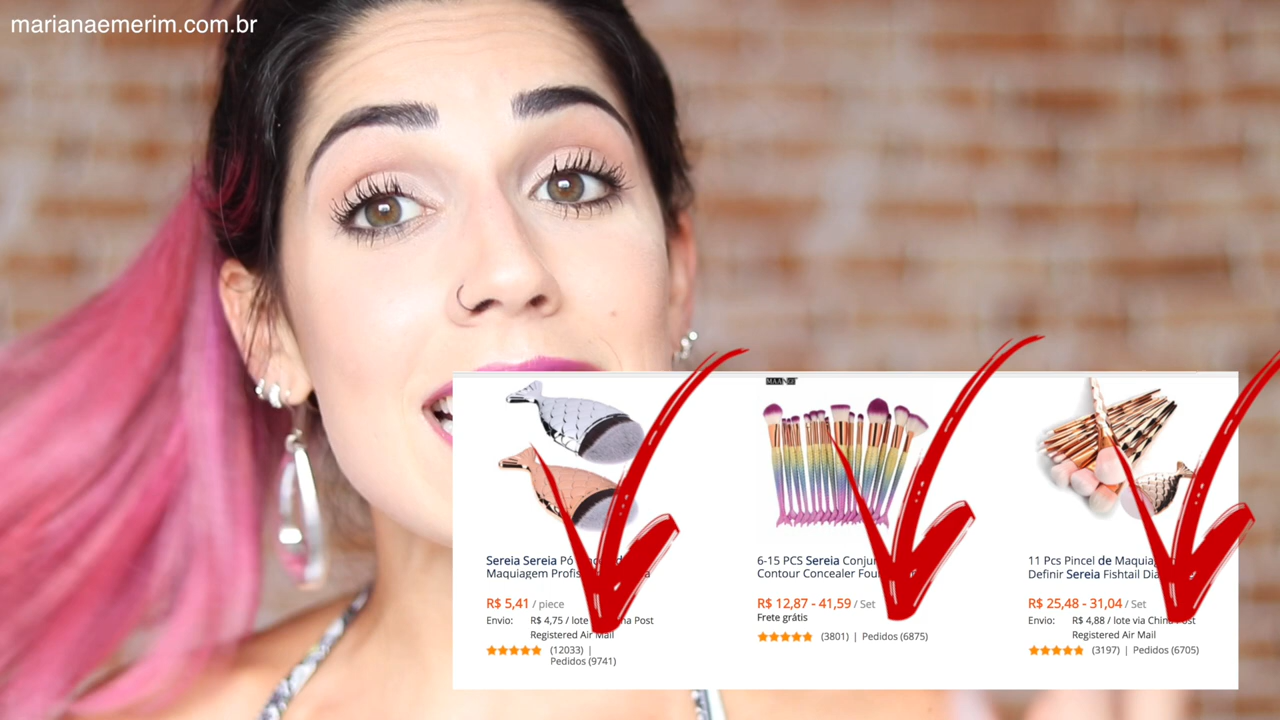 marianaemerim.com.br
Sereia Sereia Pó
Maquiagem Profis
R$ 5,41 / piece
Envio: R$ 4,75 / lote Post
Registered Air Mail
(12033) |
Pedidos (9741)
6-15 PCS Sereia Conju
Contour Concealer Fou
R$ 12,87 - 41,59 / Set
Frete grátis
(3801) | Pedidos (6875)
11 Pcs Pincel de Maquia
Definir Sereia Fishtail Dia
R$ 25,48 - 31,04 / Set
Envio: R$ 4,88 / lote via China Post
Registered Air Mail
(3197) | Pedidos (6705)